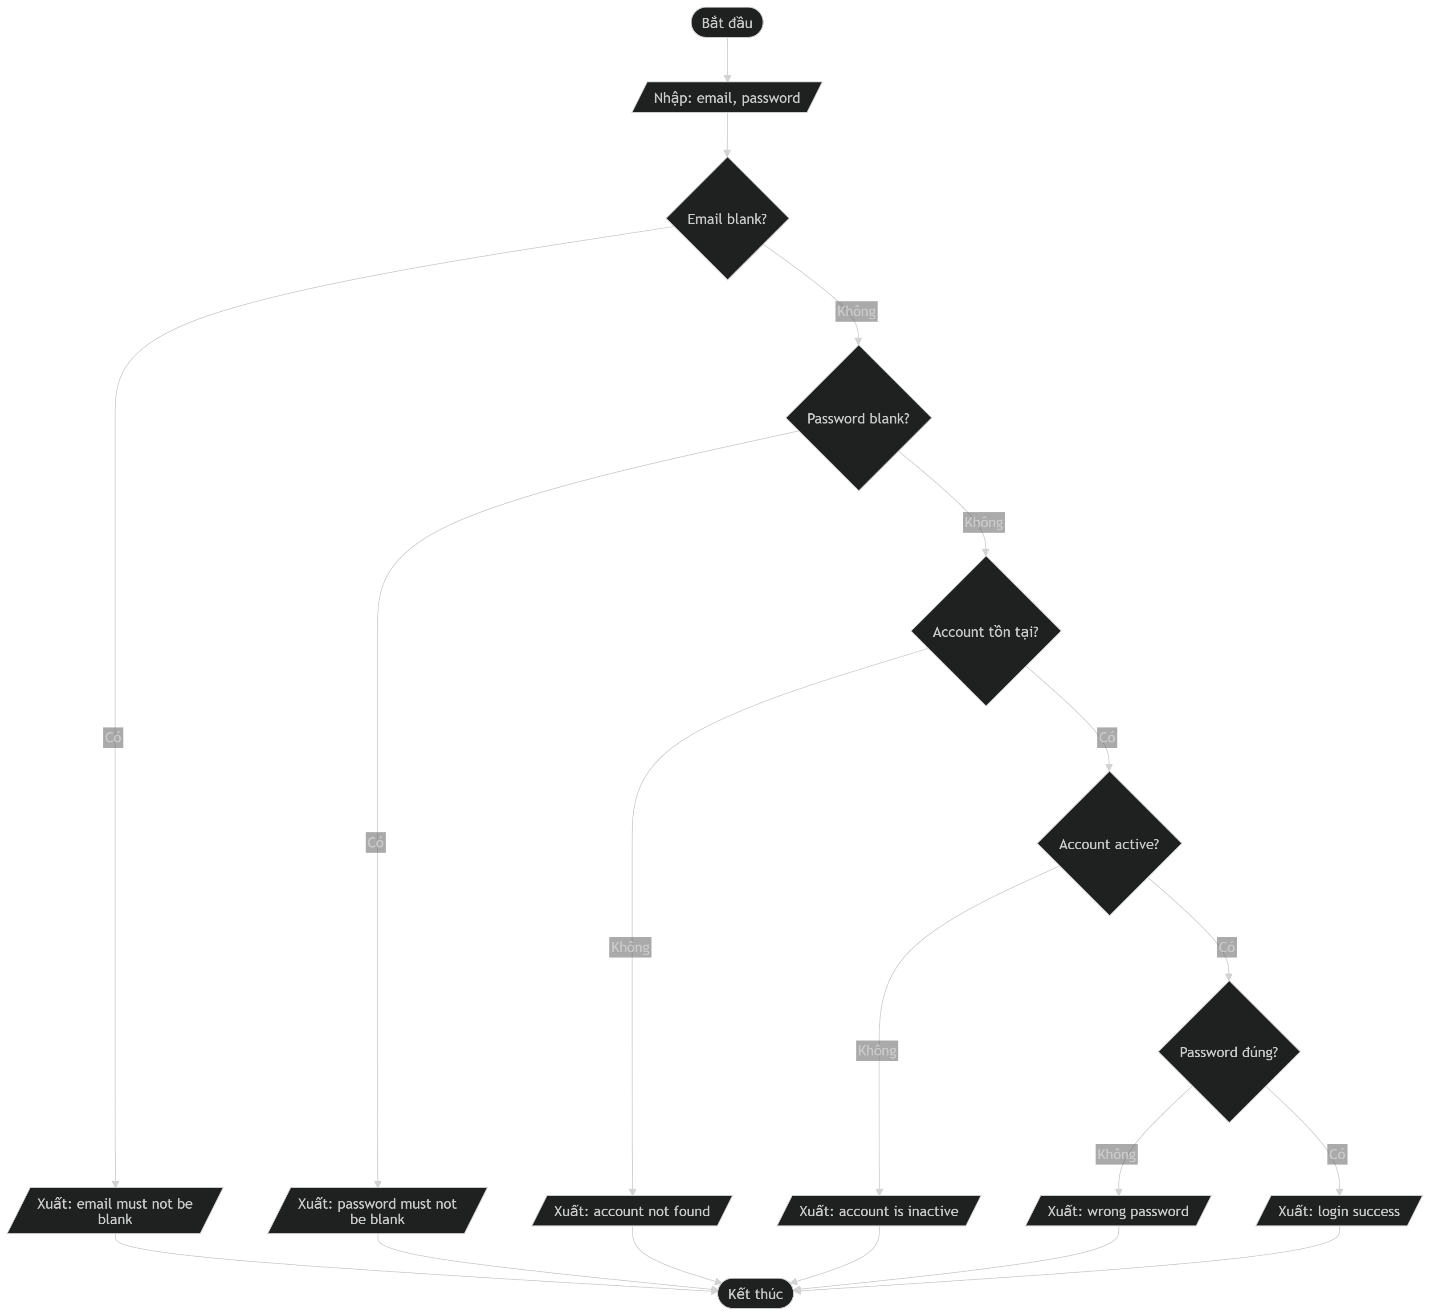 Bắt đầu
Nhập: email, password
Email blank?
Không
Password blank?
Không
Account tồn tại?
Có
Có
Account active?
Có
Không
Có
Không
Password đúng?
Không
Có
Xuất: email must not be
blank
Xuất: password must not
be blank
Xuất: account not found
Xuất: account is inactive
Xuất: wrong password
Xuất: login success
Kết thúc